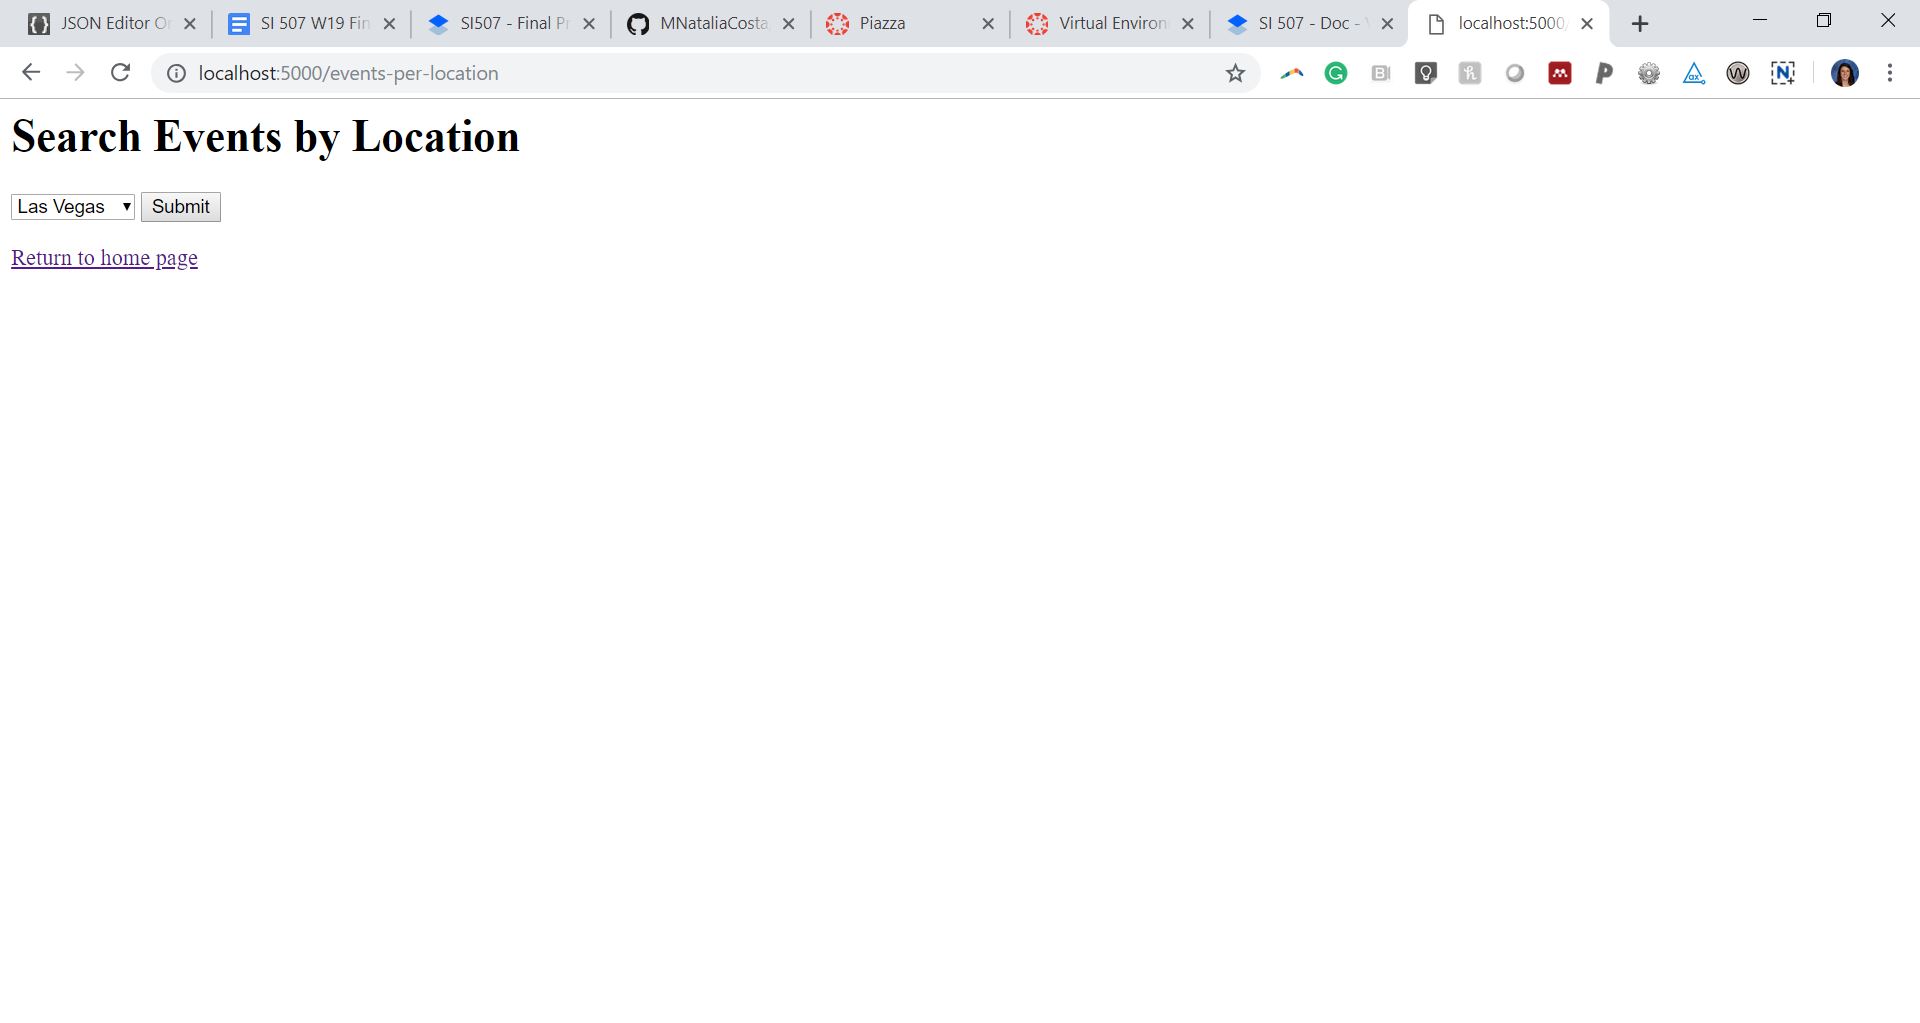 JSON Editor On
SI 507 W19 Fin
SI507 - Final Pr
MNataliaCosta
Piazza
Virtual Environ
SI 507 - Doc -
localhost:5000/
localhost:5000/events-per-location
Search Events by Location
Las Vegas Submit
Return to home page